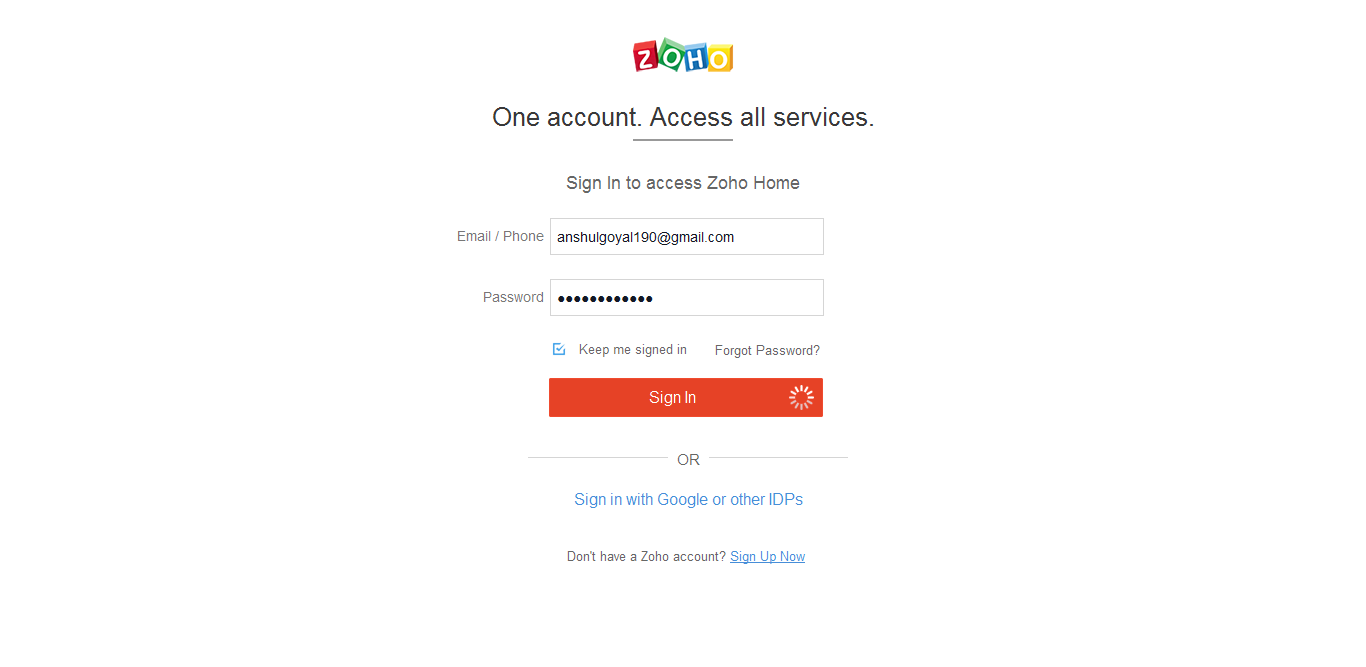 ZOHO
One account. Access all services.
Sign In to access Zoho Home
Email / Phone anshulgoyal190@gmail.com
Password ●●●●●●●●●●●●
Keep me signed in Forgot Password?
Sign In
OR
Sign in with Google or other IDPs
Don't have a Zoho account? Sign Up Now